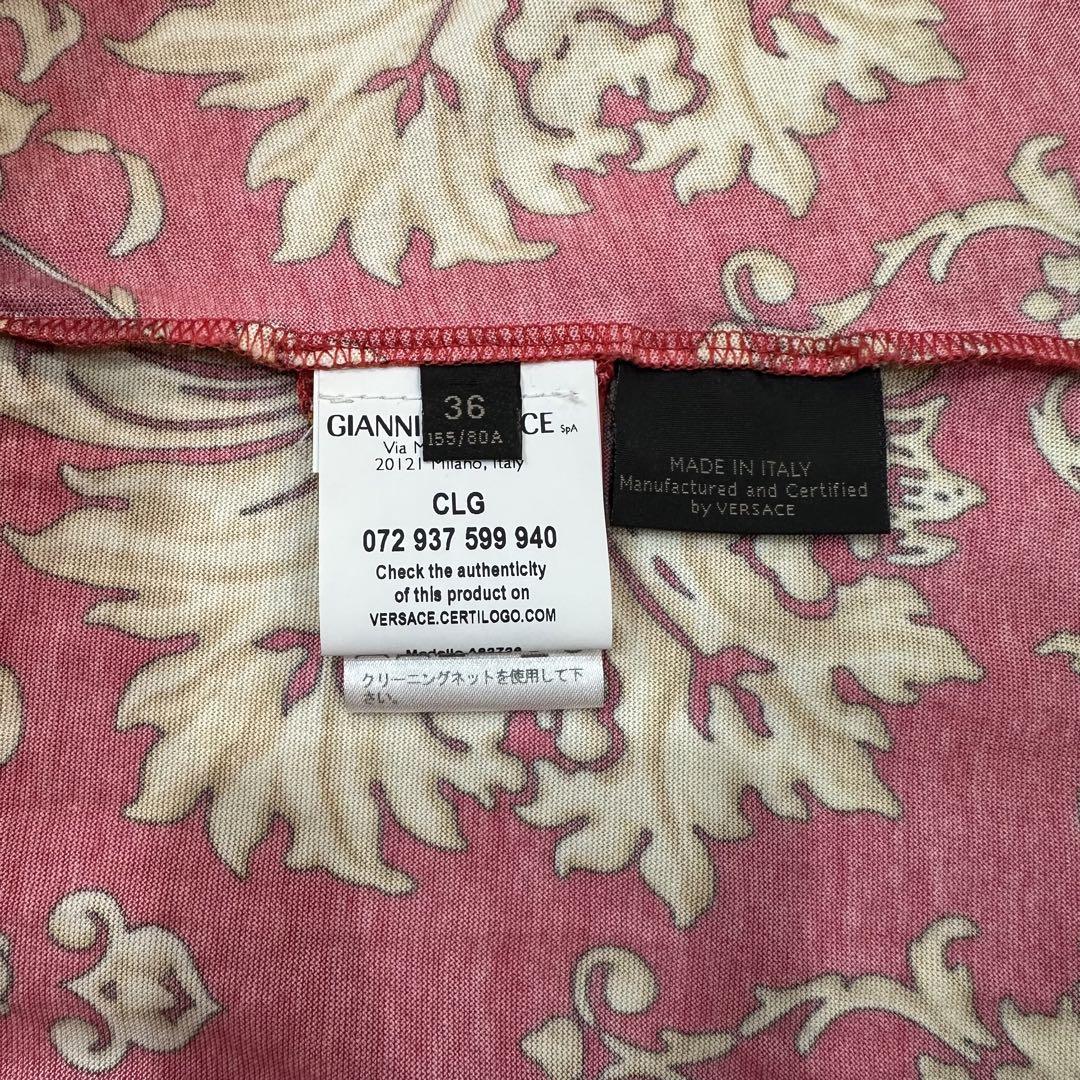 36
155/80A
GIANNI CE SpA
Via
20121 Milano, Italy
CLG
072 937 599 940
Check the authenticity
of this product on
VERSACE.CERTILOGO.COM
Modello
クリーニングネットを使用して下
さい。
MADE IN ITALY
Manufactured and Certified
by VERSACE